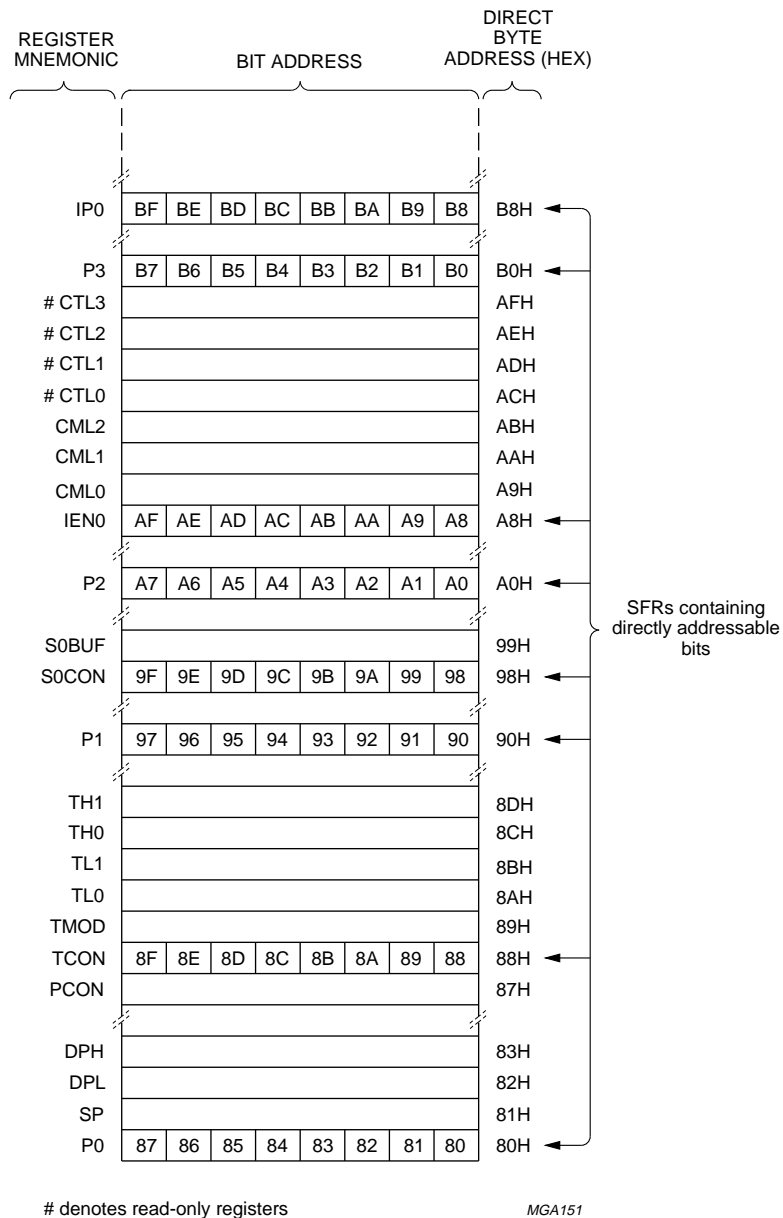 REGISTER
MNEMONIC
BIT ADDRESS
DIRECT
BYTE
ADDRESS (HEX)
IP0 BF BE BD BC BB BA B9 B8 B8H
P3 B7 B6 B5 B4 B3 B2 B1 B0 B0H
# CTL3 AFH
# CTL2 AEH
# CTL1 ADH
# CTL0 ACH
CML2 ABH
CML1 AAH
CML0 A9H
IEN0 AF AE AD AC AB AA A9 A8 A8H
P2 A7 A6 A5 A4 A3 A2 A1 A0 A0H
SFRs containing
directly addressable
bits
S0BUF 99H
S0CON 9F 9E 9D 9C 9B 9A 99 98 98H
P1 97 96 95 94 93 92 91 90 90H
TH1 8DH
TH0 8CH
TL1 8BH
TL0 8AH
TMOD 89H
TCON 8F 8E 8D 8C 8B 8A 89 88 88H
PCON 87H
DPH 83H
DPL 82H
SP 81H
P0 87 86 85 84 83 82 81 80 80H
# denotes read-only registers
MGA151